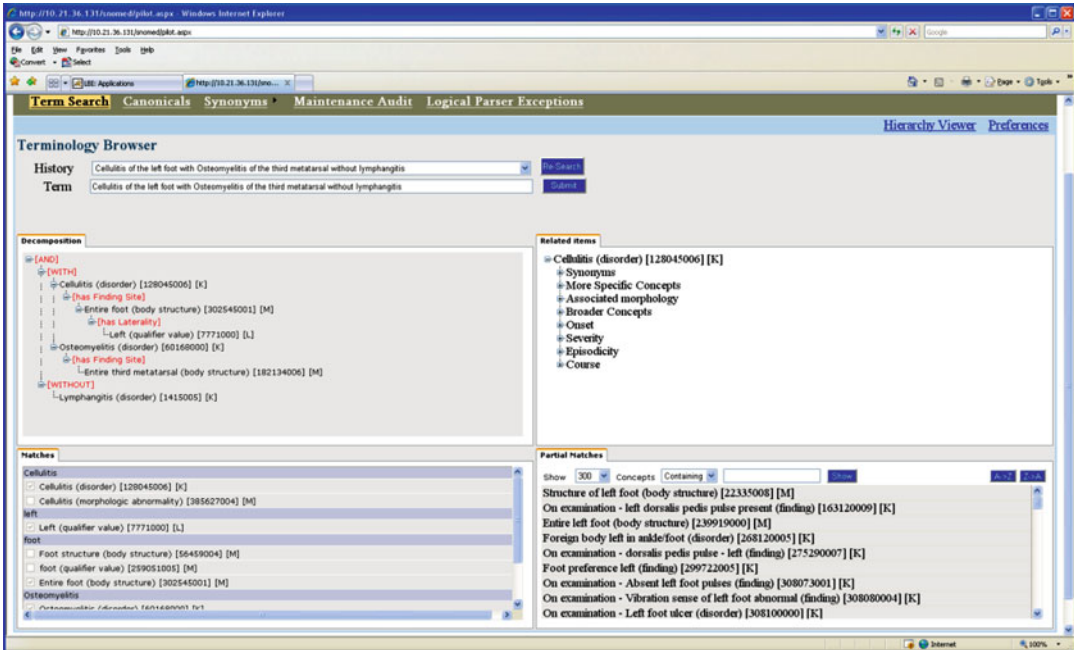 http://10.21.36.131/snomed/pilot.aspx - Windows Internet Explorer
http://10.21.36.131/snomed/pilot.aspx
Google
File Edit View Favorites Tools Help
Convert Select
LBD: Applications
http://10.21.36.131/sno...
Page Tools
Term Search Canonicals Synonyms Maintenance Audit Logical Parser Exceptions
Hierarchy Viewer Preferences
Terminology Browser
History Cellulitis of the left foot with Osteomyelitis of the third metatarsal without lymphangitis Re-Search
Term Cellulitis of the left foot with Osteomyelitis of the third metatarsal without lymphangitis Submit
Decomposition
[AND]
[WITH]
Cellulitis (disorder) [128045006] [K]
[has Finding Site]
Entire foot (body structure) [302545001] [M]
[has Laterality]
Left (qualifier value) [7771000] [L]
Osteomyelitis (disorder) [60168000] [K]
[has Finding Site]
Entire third metatarsal (body structure) [182134006] [M]
[WITHOUT]
Lymphangitis (disorder) [1415005] [K]
Related Items
Cellulitis (disorder) [128045006] [K]
Synonyms
More Specific Concepts
Associated morphology
Broader Concepts
Onset
Severity
Episodicity
Course
Matches
Cellulitis
Cellulitis (disorder) [128045006] [K]
Cellulitis (morphologic abnormality) [385627004] [M]
left
Left (qualifier value) [7771000] [L]
foot
Foot structure (body structure) [56459004] [M]
foot (qualifier value) [259051005] [M]
Entire foot (body structure) [302545001] [M]
Osteomyelitis
Osteomyelitis (disorder) [60168000] [K]
Partial Matches
Show 300 Concepts Containing Show A->Z Z->A
Structure of left foot (body structure) [22335008] [M]
On examination - left dorsalis pedis pulse present (finding) [163120009] [K]
Entire left foot (body structure) [239919000] [M]
Foreign body left in ankle/foot (disorder) [268120005] [K]
On examination - dorsalis pedis pulse - left (finding) [275290007] [K]
Foot preference left (finding) [299722005] [K]
On examination - Absent left foot pulses (finding) [308073001] [K]
On examination - Vibration sense of left foot abnormal (finding) [308080004] [K]
On examination - Left foot ulcer (disorder) [308100000] [K]
Internet 100%